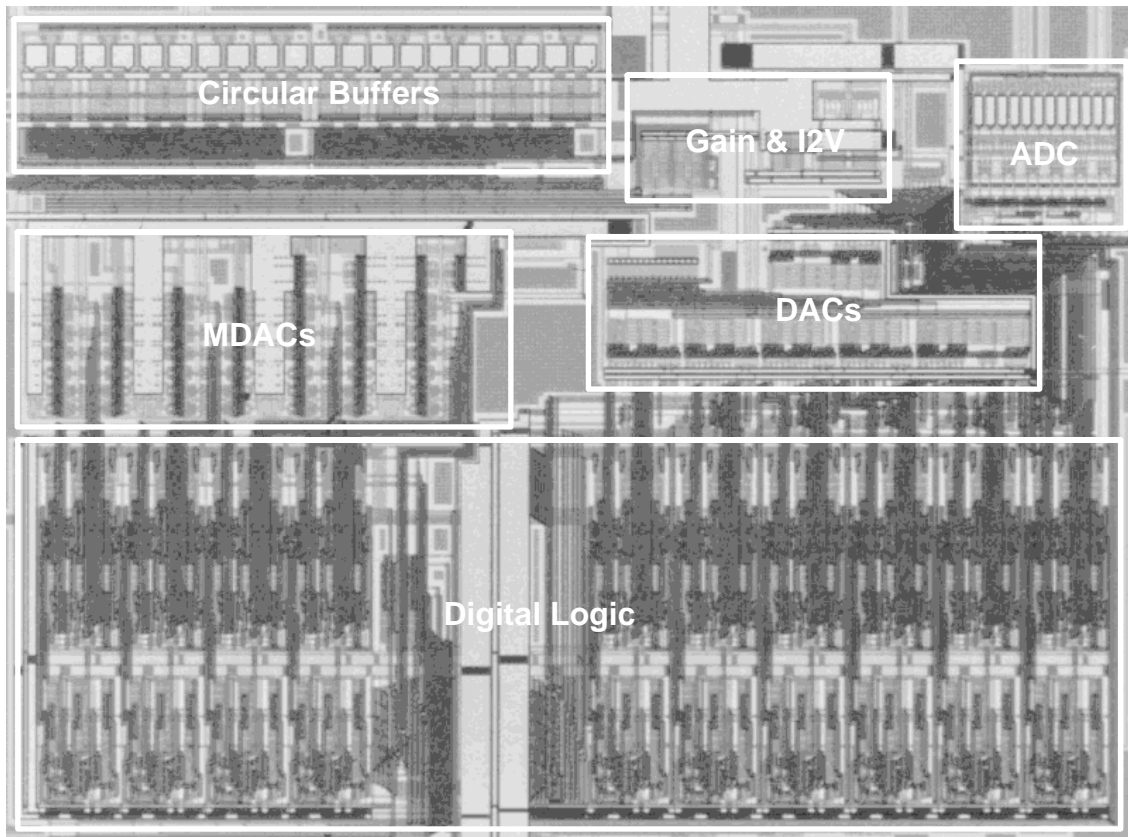 Circular Buffers
Gain & I2V
ADC
MDACs
DACs
Digital Logic